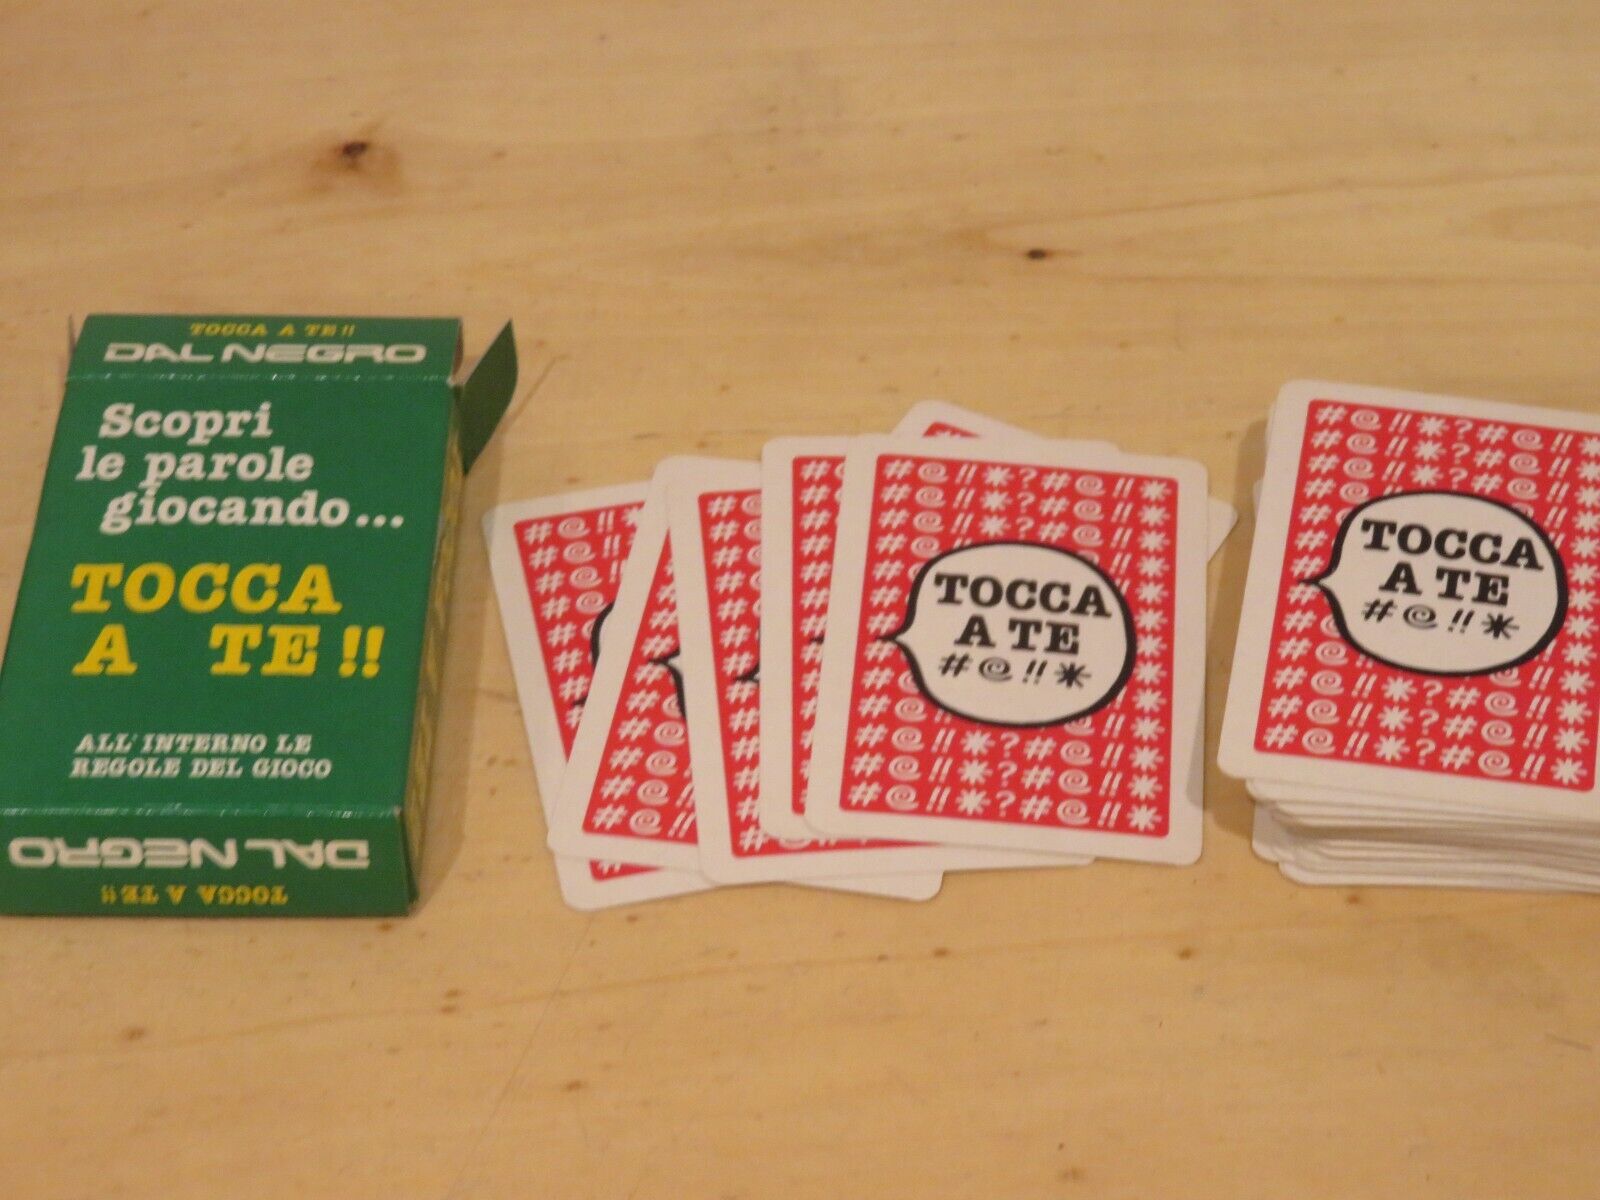 TOCCA A TE!!
DAL NEGRO
Scopri
le parole
giocando...
TOCCA
A TE!!
ALL'INTERNO LE
REGOLE DEL GIOCO
DAL NEGRO
TOCCA A TE!!
TOCCA
A TE
#@!!*
TOCCA
A TE
#@!!*